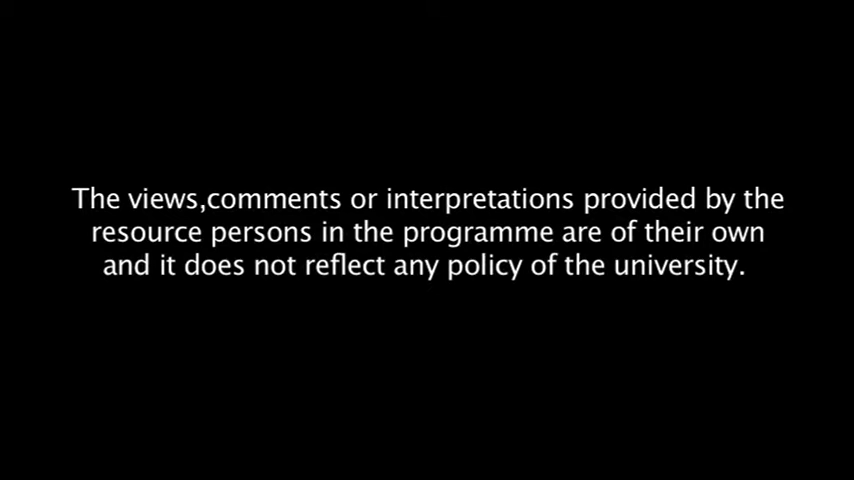 The views,comments or interpretations provided by the
resource persons in the programme are of their own
and it does not reflect any policy of the university.